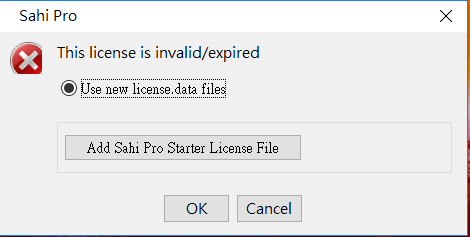 Sahi Pro
This license is invalid/expired
Use new license.data files
Add Sahi Pro Starter License File
OK
Cancel